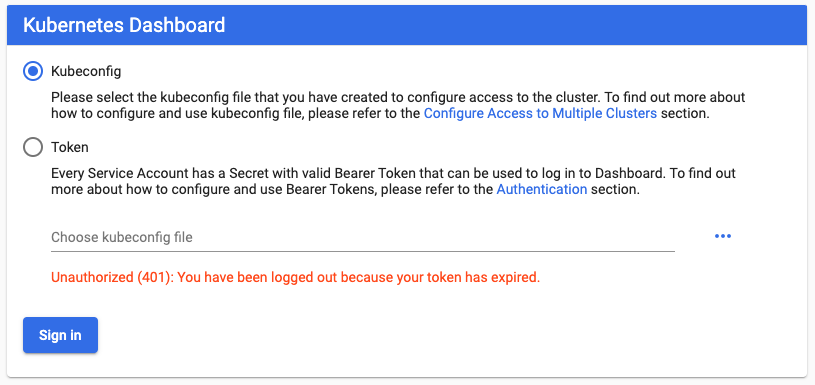 Kubernetes Dashboard
Kubeconfig
Please select the kubeconfig file that you have created to configure access to the cluster. To find out more about
how to configure and use kubeconfig file, please refer to the Configure Access to Multiple Clusters section.
Token
Every Service Account has a Secret with valid Bearer Token that can be used to log in to Dashboard. To find out
more about how to configure and use Bearer Tokens, please refer to the Authentication section.
Choose kubeconfig file
Unauthorized (401): You have been logged out because your token has expired.
Sign in